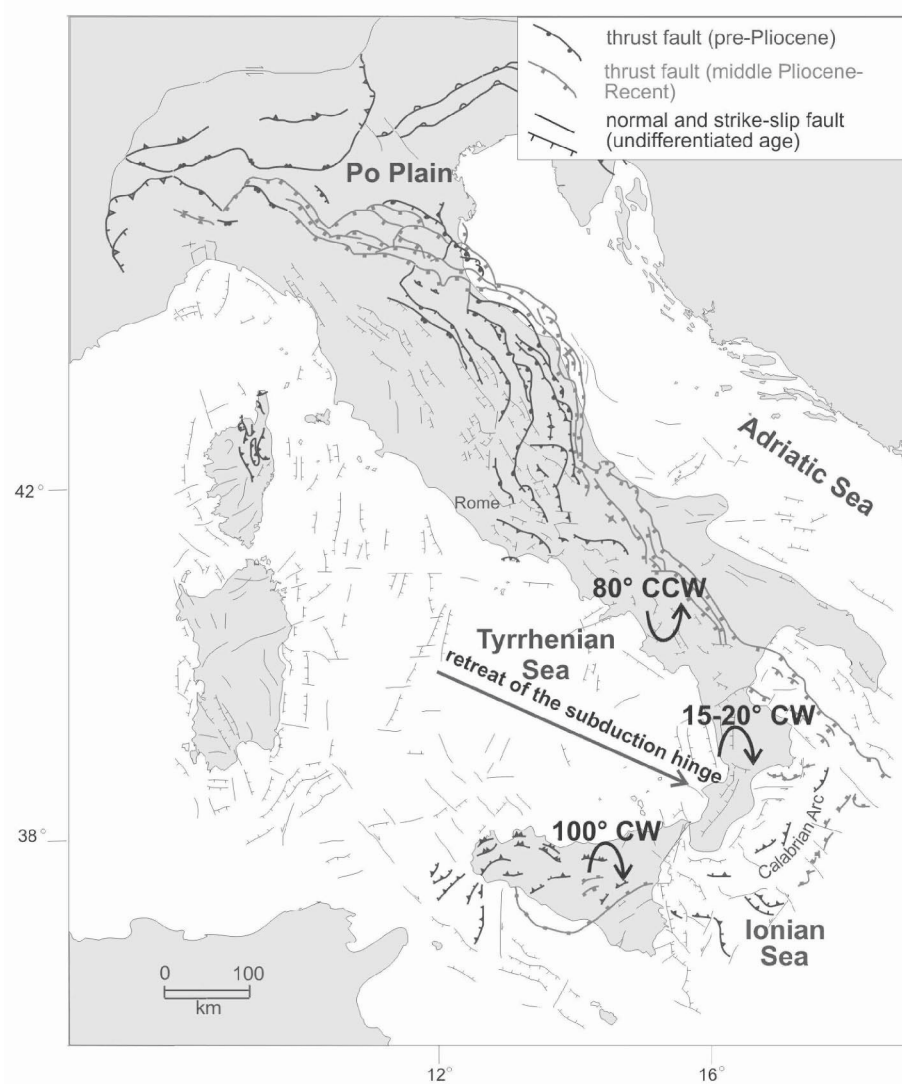 thrust fault (pre-Pliocene)
thrust fault (middle Pliocene-
Recent)
normal and strike-slip fault
(undifferentiated age)
Po Plain
Adriatic Sea
42°
Rome
80° CCW
Tyrrhenian
Sea
retreat of the subduction hinge
15-20° CW
38°
100° CW
Calabrian Arc
Ionian
Sea
0 100
km
12°
16°